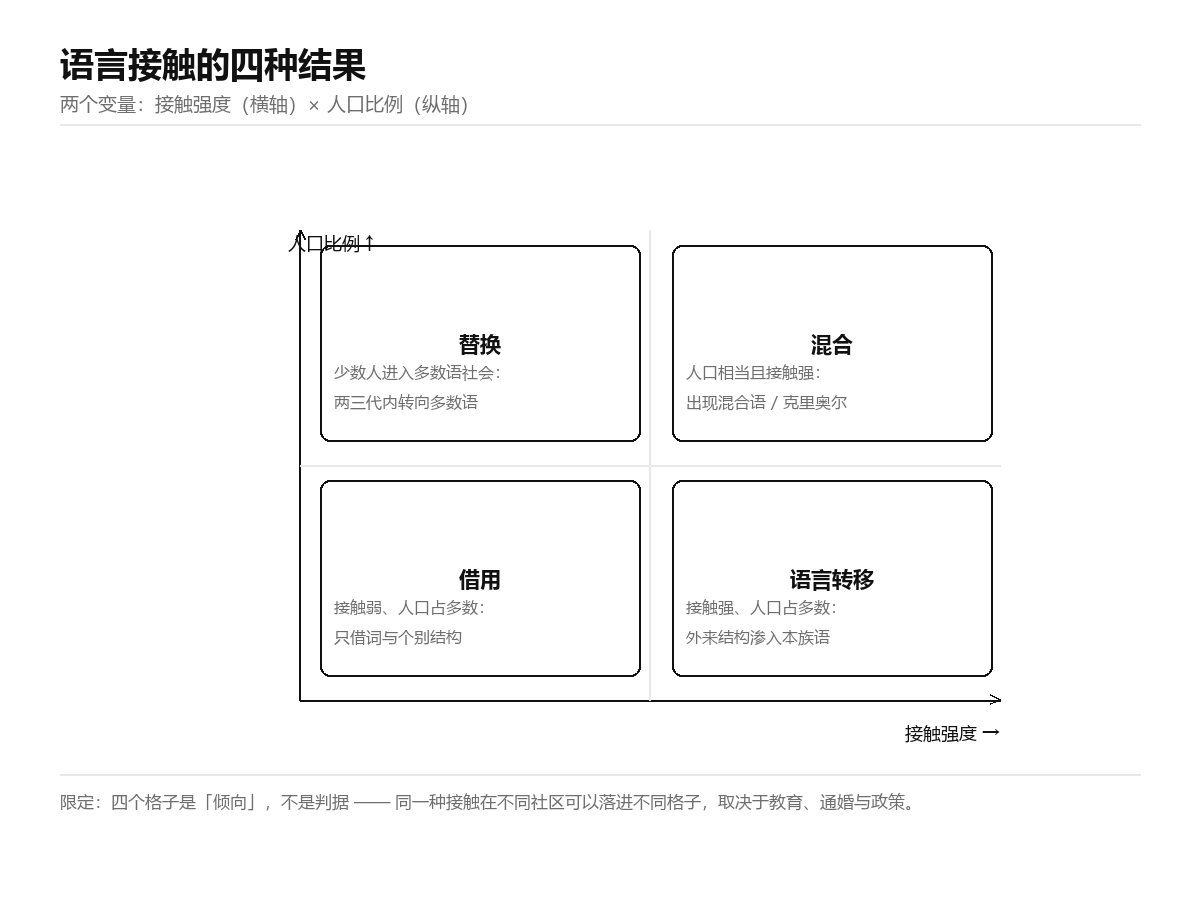 语言接触的四种结果
两个变量：接触强度（横轴）× 人口比例（纵轴）
人口比例 ↑
替换
少数人进入多数语社会：
两三代内转向多数语
混合
人口相当且接触强：
出现混合语 / 克里奥尔
借用
接触弱、人口占多数：
只借词与个别结构
语言转移
接触强、人口占多数：
外来结构渗入本族语
接触强度 →
限定：四个格子是「倾向」，不是判据 —— 同一种接触在不同社区可以落进不同格子，取决于教育、通婚与政策。